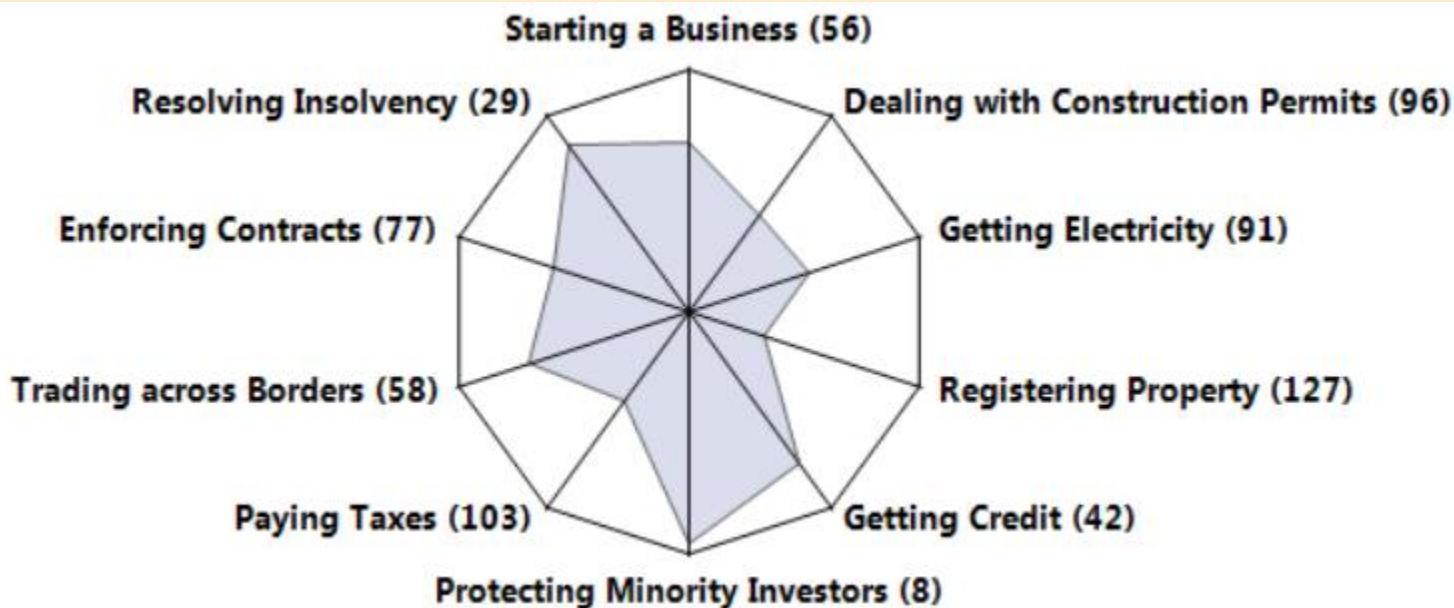 Starting a Business (56)
Resolving Insolvency (29)
Dealing with Construction Permits (96)
Enforcing Contracts (77)
Getting Electricity (91)
Trading across Borders (58)
Registering Property (127)
Paying Taxes (103)
Getting Credit (42)
Protecting Minority Investors (8)